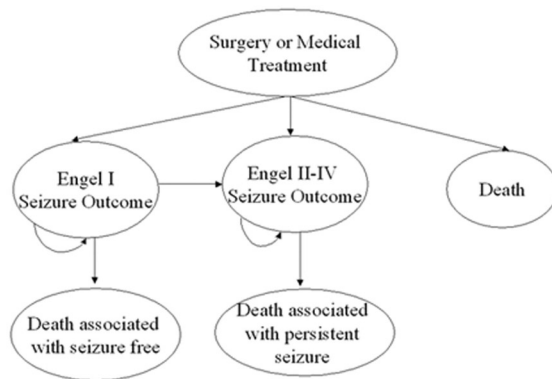 Surgery or Medical
Treatment
Engel I
Seizure Outcome
Engel II-IV
Seizure Outcome
Death
Death associated
with seizure free
Death associated
with persistent
seizure